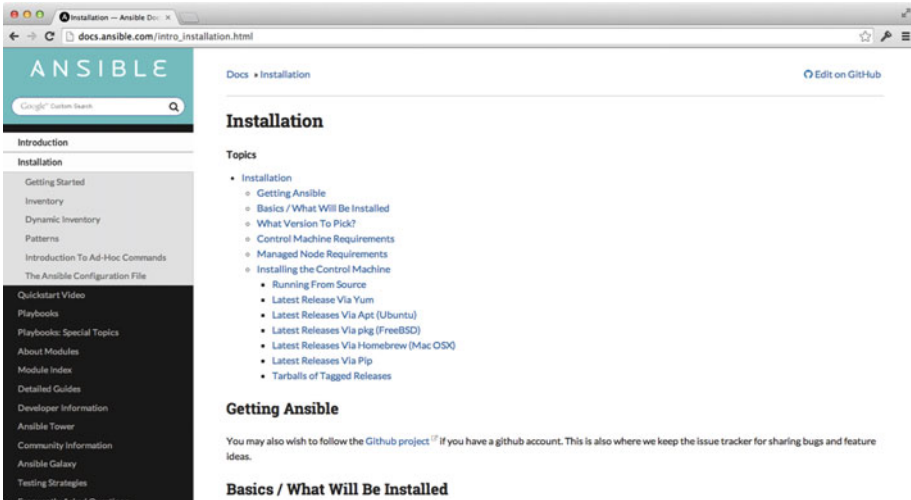 Installation — Ansible Doc
docs.ansible.com/intro_installation.html
ANSIBLE
Google™ Custom Search
Introduction
Installation
Getting Started
Inventory
Dynamic Inventory
Patterns
Introduction To Ad-Hoc Commands
The Ansible Configuration File
Quickstart Video
Playbooks
Playbooks: Special Topics
About Modules
Module Index
Detailed Guides
Developer Information
Ansible Tower
Community Information
Ansible Galaxy
Testing Strategies
Docs » Installation
Edit on GitHub
Installation
Topics
• Installation
◦ Getting Ansible
◦ Basics / What Will Be Installed
◦ What Version To Pick?
◦ Control Machine Requirements
◦ Managed Node Requirements
◦ Installing the Control Machine
▪ Running From Source
▪ Latest Release Via Yum
▪ Latest Releases Via Apt (Ubuntu)
▪ Latest Releases Via pkg (FreeBSD)
▪ Latest Releases Via Homebrew (Mac OSX)
▪ Latest Releases Via Pip
▪ Tarballs of Tagged Releases
Getting Ansible
You may also wish to follow the Github project if you have a github account. This is also where we keep the issue tracker for sharing bugs and feature
ideas.
Basics / What Will Be Installed